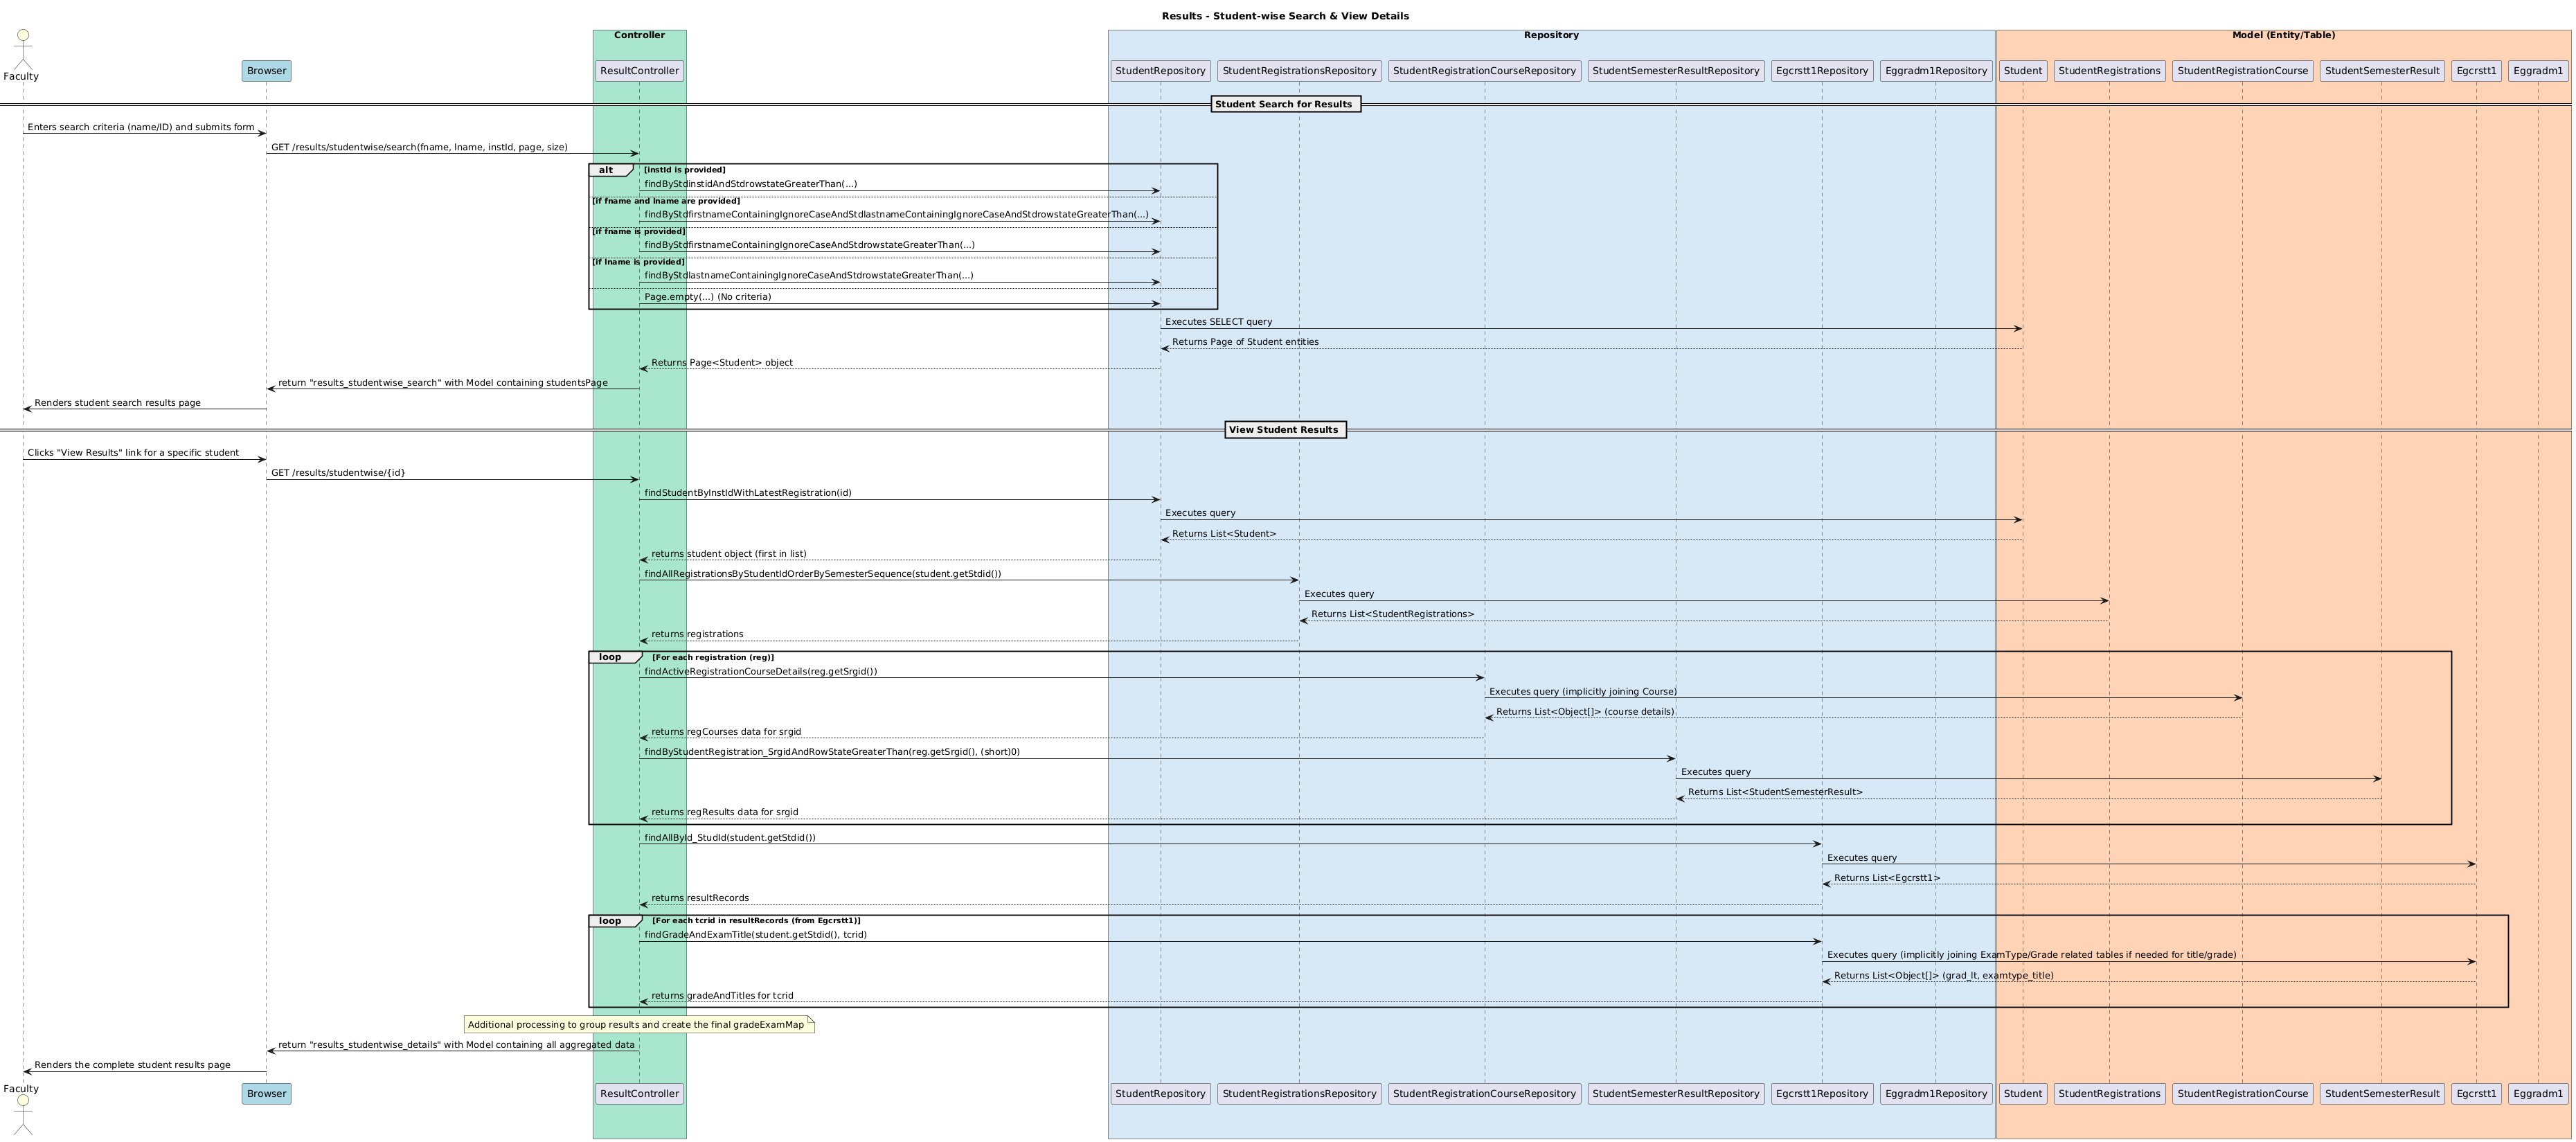 Results - Student-wise Search & View Details
Controller
Repository
Model (Entity/Table)
Faculty
Browser
ResultController
StudentRepository
StudentRegistrationsRepository
StudentRegistrationCourseRepository
StudentSemesterResultRepository
Egcrstt1Repository
Eggradm1Repository
Student
StudentRegistrations
StudentRegistrationCourse
StudentSemesterResult
Egcrstt1
Eggradm1
Student Search for Results
Enters search criteria (name/ID) and submits form
GET /results/studentwise/search(fname, lname, instId, page, size)
alt
[instId is provided]
findByStdinstidAndStdrowstateGreaterThan(...)
[if fname and lname are provided]
findByStdfirstnameContainingIgnoreCaseAndStdlastnameContainingIgnoreCaseAndStdrowstateGreaterThan(...)
[if fname is provided]
findByStdfirstnameContainingIgnoreCaseAndStdrowstateGreaterThan(...)
[if lname is provided]
findByStdlastnameContainingIgnoreCaseAndStdrowstateGreaterThan(...)
Page.empty(...) (No criteria)
Executes SELECT query
Returns Page of Student entities
Returns Page<Student> object
return "results_studentwise_search" with Model containing studentsPage
Renders student search results page
View Student Results
Clicks "View Results" link for a specific student
GET /results/studentwise/{id}
findStudentByInstIdWithLatestRegistration(id)
Executes query
Returns List<Student>
returns student object (first in list)
findAllRegistrationsByStudentIdOrderBySemesterSequence(student.getStdid())
Executes query
Returns List<StudentRegistrations>
returns registrations
loop
[For each registration (reg)]
findActiveRegistrationCourseDetails(reg.getSrgid())
Executes query (implicitly joining Course)
Returns List<Object[]> (course details)
returns regCourses data for srgid
findByStudentRegistration_SrgidAndRowStateGreaterThan(reg.getSrgid(), (short)0)
Executes query
Returns List<StudentSemesterResult>
returns regResults data for srgid
findAllById_StudId(student.getStdid())
Executes query
Returns List<Egcrstt1>
returns resultRecords
loop
[For each tcrid in resultRecords (from Egcrstt1)]
findGradeAndExamTitle(student.getStdid(), tcrid)
Executes query (implicitly joining ExamType/Grade related tables if needed for title/grade)
Returns List<Object[]> (grad_lt, examtype_title)
returns gradeAndTitles for tcrid
Additional processing to group results and create the final gradeExamMap
return "results_studentwise_details" with Model containing all aggregated data
Renders the complete student results page
Faculty
Browser
ResultController
StudentRepository
StudentRegistrationsRepository
StudentRegistrationCourseRepository
StudentSemesterResultRepository
Egcrstt1Repository
Eggradm1Repository
Student
StudentRegistrations
StudentRegistrationCourse
StudentSemesterResult
Egcrstt1
Eggradm1